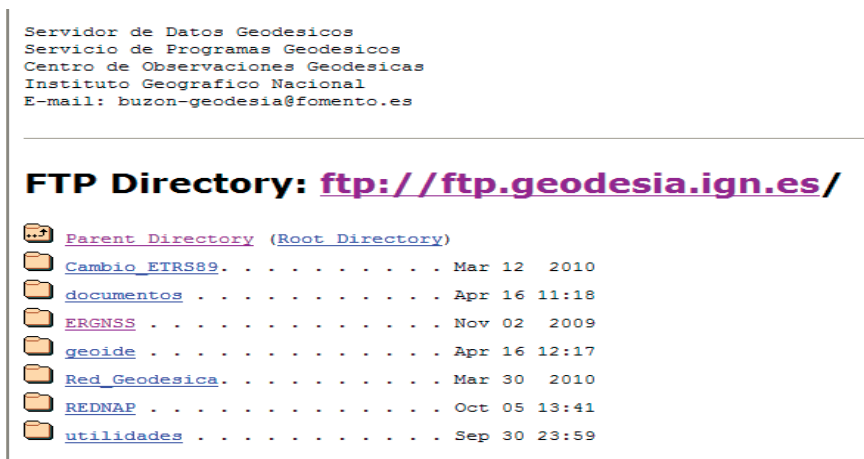 Servidor de Datos Geodesicos
Servicio de Programas Geodesicos
Centro de Observaciones Geodesicas
Instituto Geografico Nacional
E-mail: buzon-geodesia@fomento.es
FTP Directory: ftp://ftp.geodesia.ign.es/
Parent Directory (Root Directory)
Cambio_ETRS89. . . . . . . . . . Mar 12  2010
documentos . . . . . . . . . . . Apr 16 11:18
ERGNSS . . . . . . . . . . . . . Nov 02  2009
geoide . . . . . . . . . . . . . Apr 16 12:17
Red_Geodesica. . . . . . . . . . Mar 30  2010
REDNAP . . . . . . . . . . . . . Oct 05 13:41
utilidades . . . . . . . . . . . Sep 30 23:59